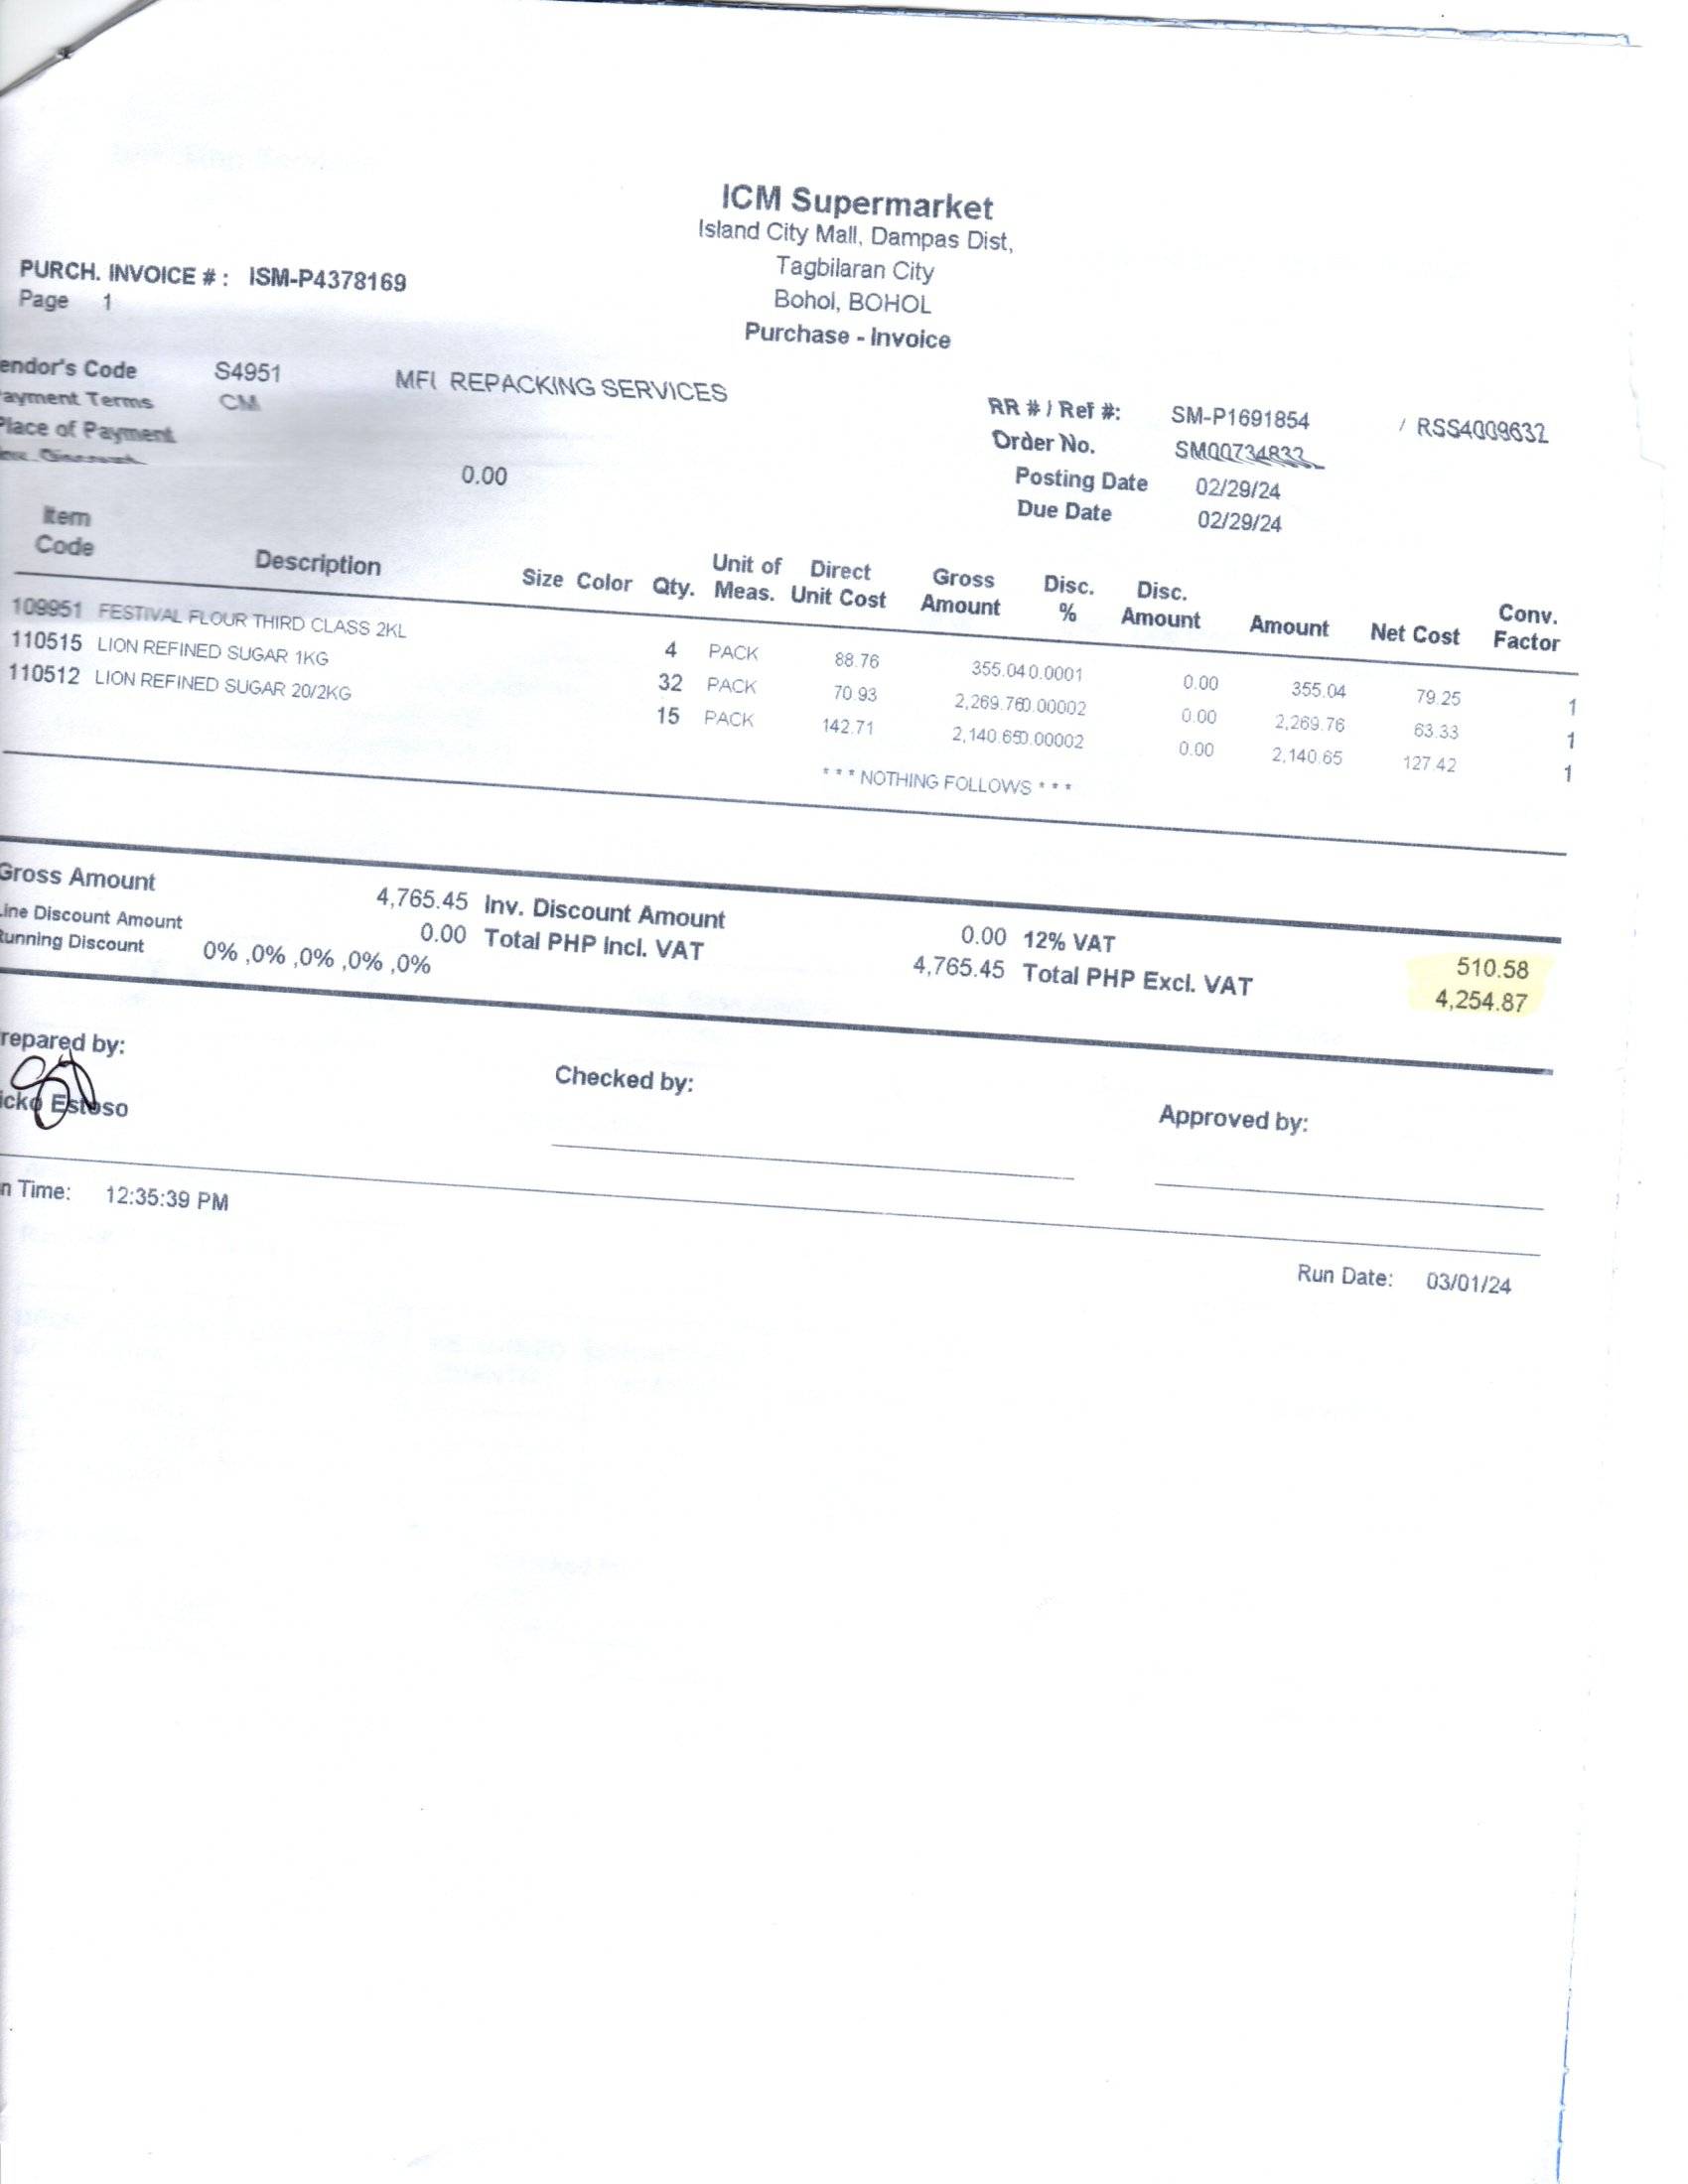 ICM Supermarket
Island City Mall, Dampas Dist,
Tagbilaran City
Bohol, BOHOL
Purchase - Invoice
PURCH. INVOICE # : ISM-P4378169
Page 1
endor's Code S4951 MFI REPACKING SERVICES
ayment Terms CM
Place of Payment
0.00
RR # / Ref #: SM-P1691854 / RSS4009632
Order No. SM00734832
Posting Date 02/29/24
Due Date 02/29/24
Item Code Description Size Color Qty. Unit of Meas. Direct Unit Cost Gross Amount Disc. % Disc. Amount Amount Net Cost Conv. Factor
109951 FESTIVAL FLOUR THIRD CLASS 2KL 4 PACK 88.76 355.04 0.0001 0.00 355.04 79.25 1
110515 LION REFINED SUGAR 1KG 32 PACK 70.93 2,269.76 0.00002 0.00 2,269.76 63.33 1
110512 LION REFINED SUGAR 20/2KG 15 PACK 142.71 2,140.65 0.00002 0.00 2,140.65 127.42 1
* * * NOTHING FOLLOWS * * *
Gross Amount 4,765.45 Inv. Discount Amount 0.00 12% VAT 510.58
Line Discount Amount 0.00 Total PHP Incl. VAT 4,765.45 Total PHP Excl. VAT 4,254.87
Running Discount 0% ,0% ,0% ,0% ,0%
repared by: Checked by: Approved by:
icko Estoso
n Time: 12:35:39 PM
Run Date: 03/01/24